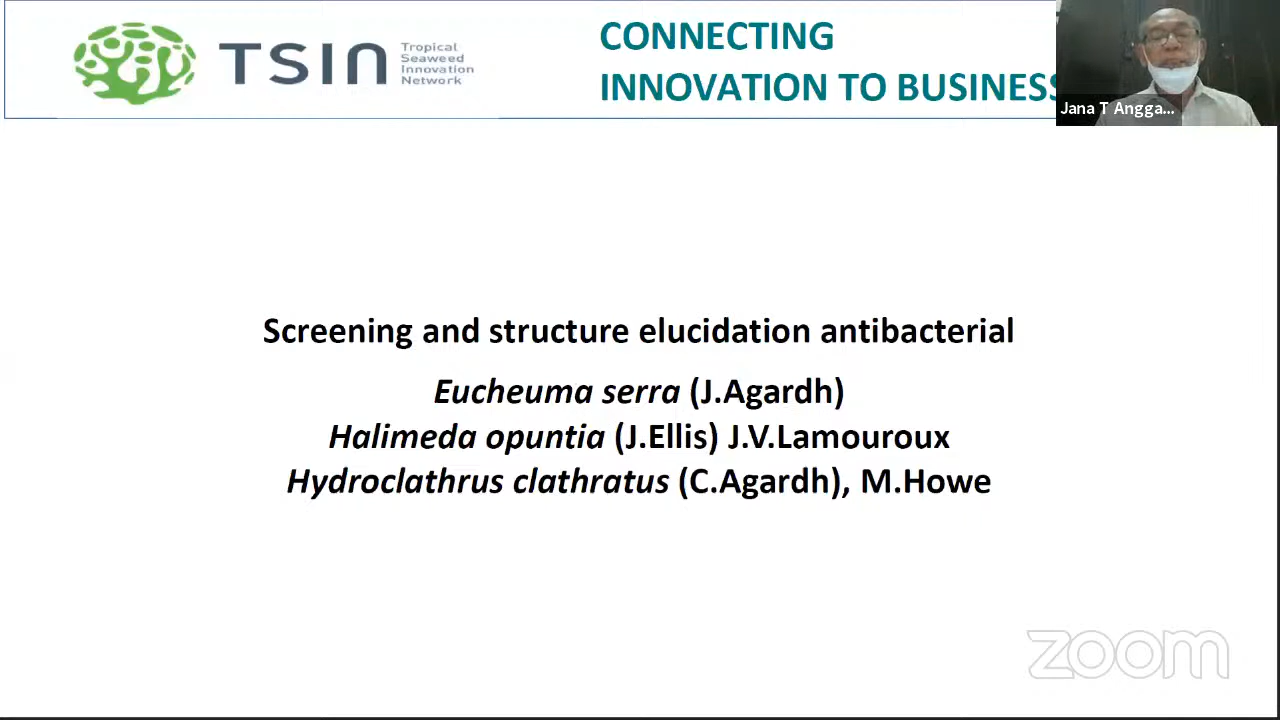 TSIN
Tropical
Seaweed
Innovation
Network
CONNECTING
INNOVATION TO BUSINESS
Jana T Angga...
Screening and structure elucidation antibacterial
Eucheuma serra (J.Agardh)
Halimeda opuntia (J.Ellis) J.V.Lamouroux
Hydroclathrus clathratus (C.Agardh), M.Howe
zoom